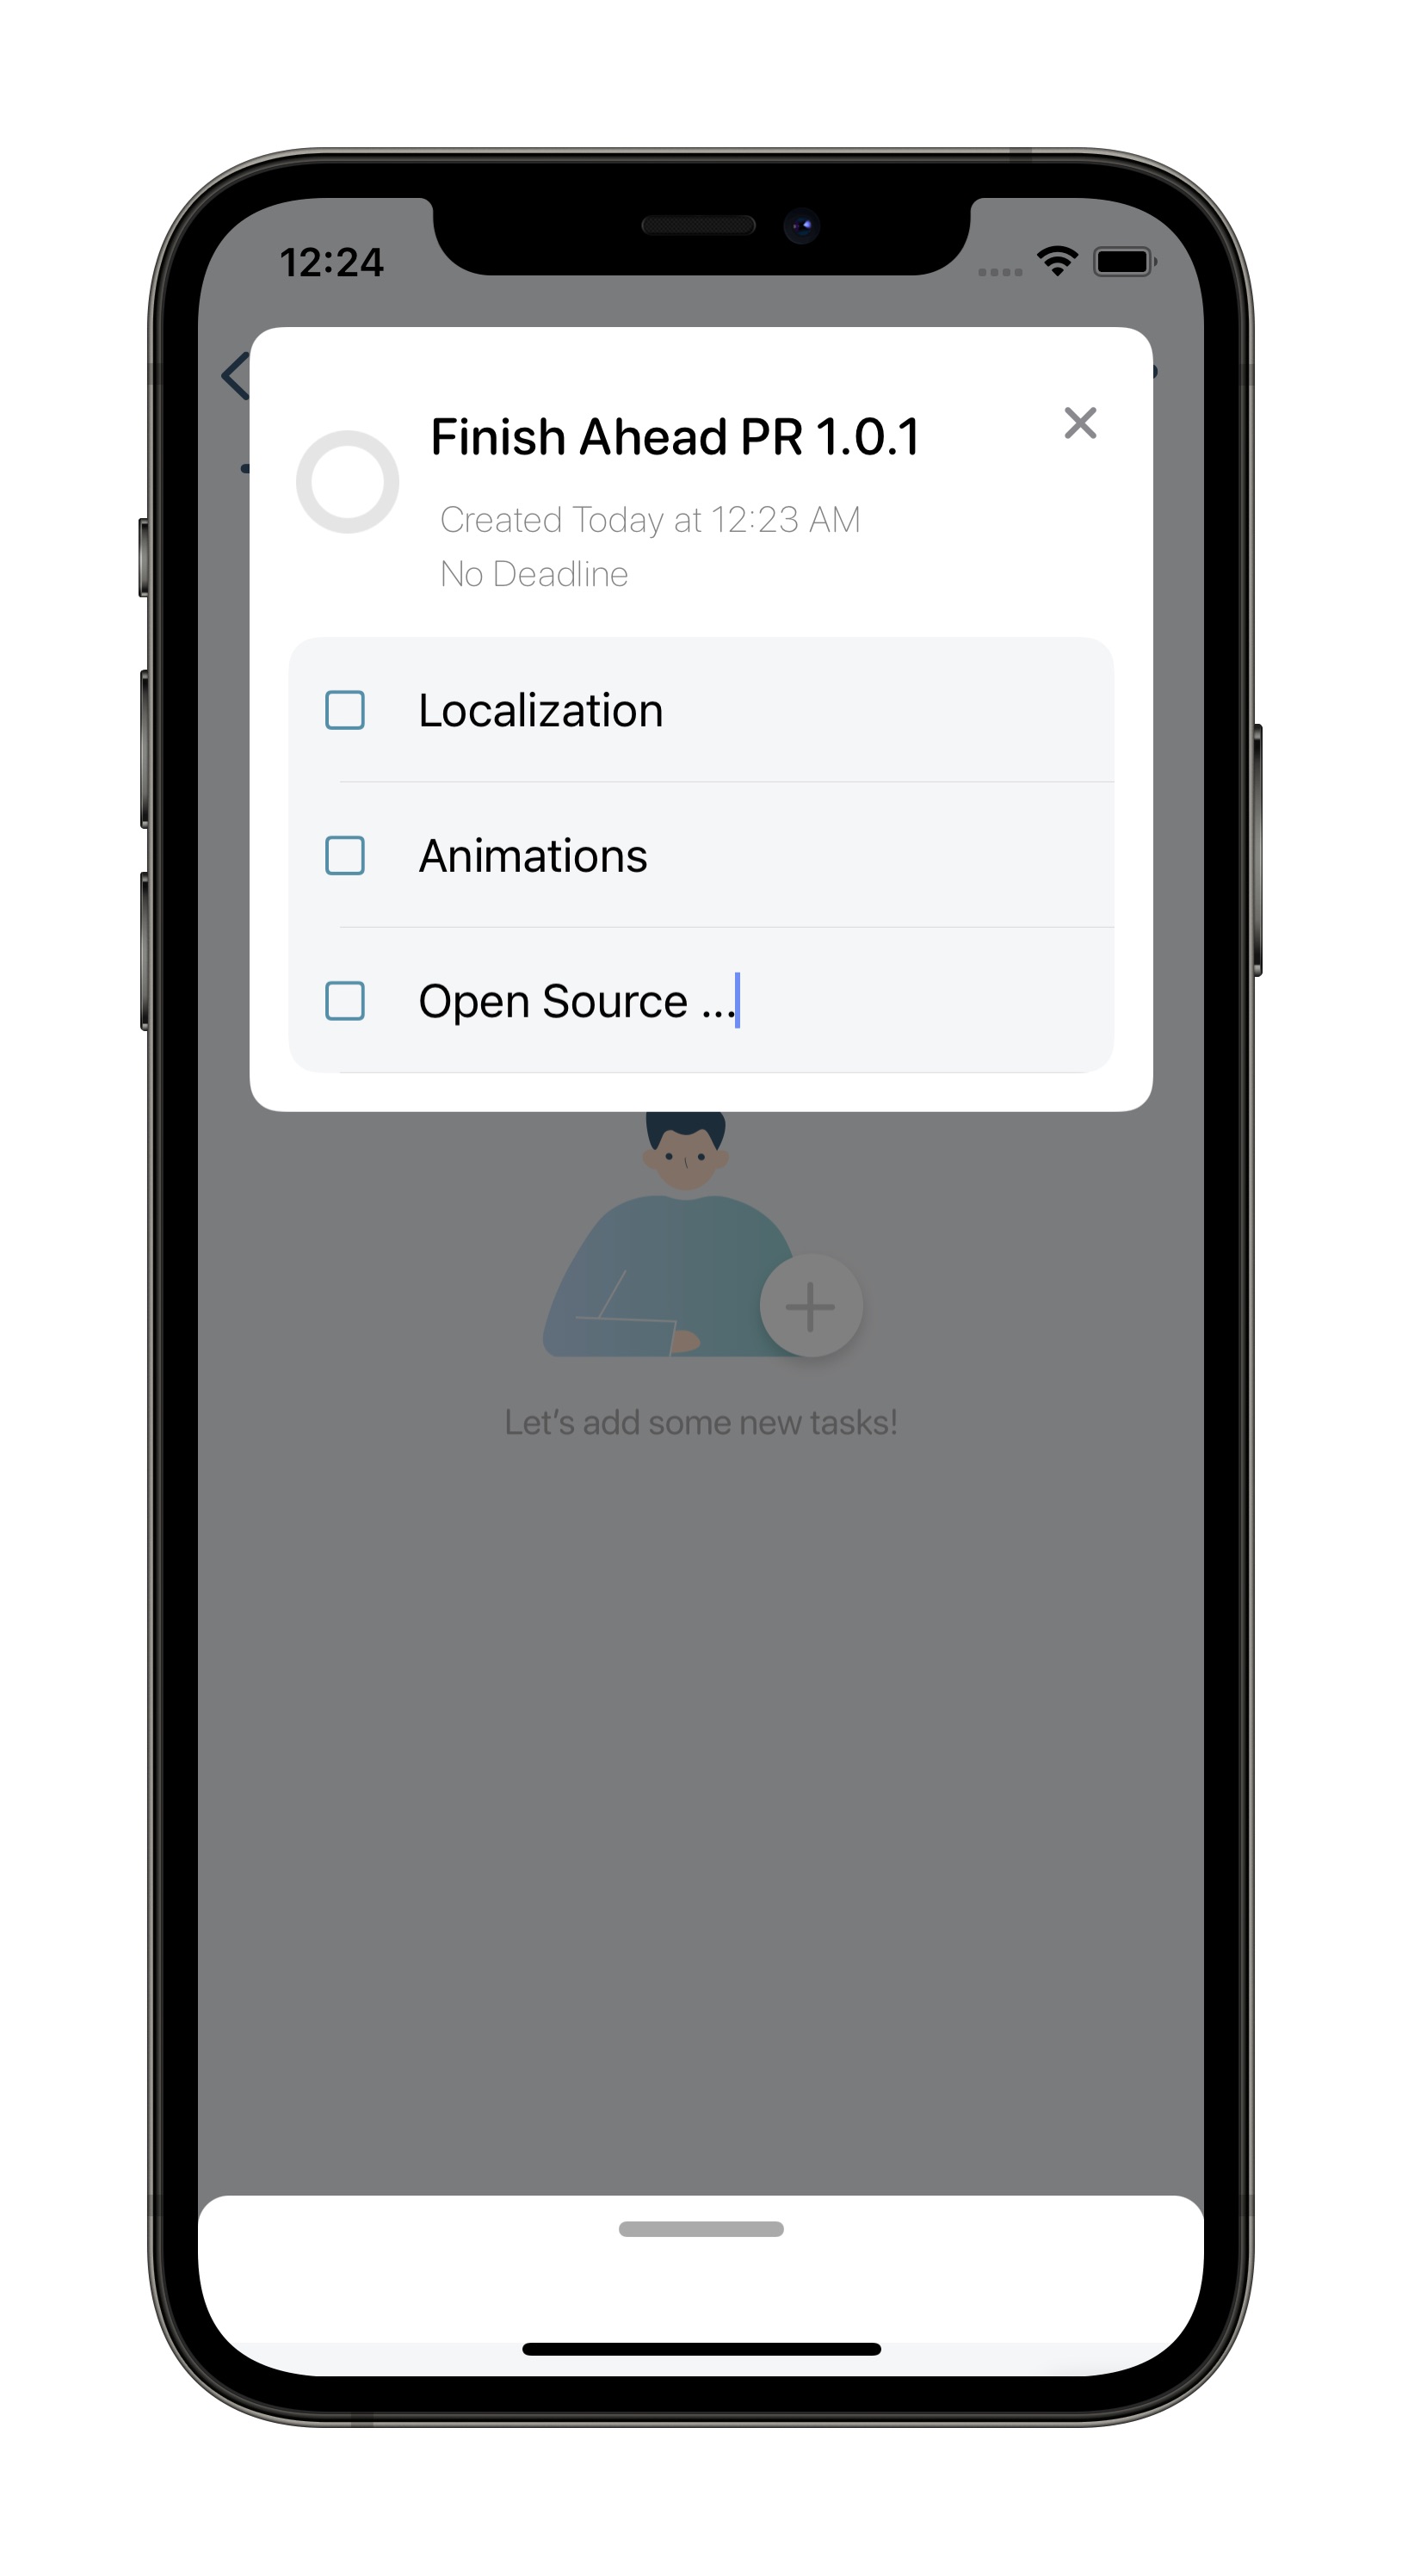 12:24
Finish Ahead PR 1.0.1
Created Today at 12:23 AM
No Deadline
Localization
Animations
Open Source ...
Let's add some new tasks!